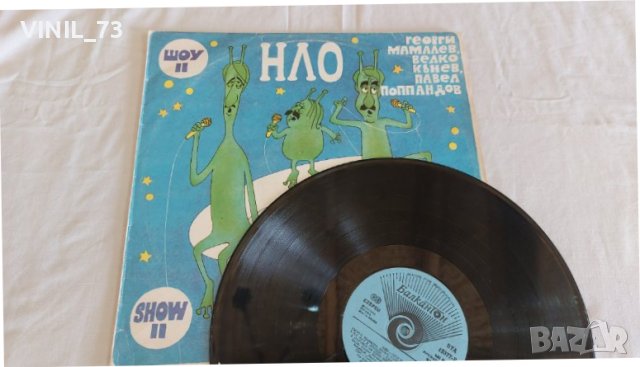 VINIL_73
ШОУ
II
НЛО
ГЕОРГИ
МАМАЛЕВ,
ВЕЛКО
КЪНЕВ,
ПАВЕЛ
ПОППАНДОВ
SHOW
II
Балкантон
bazar